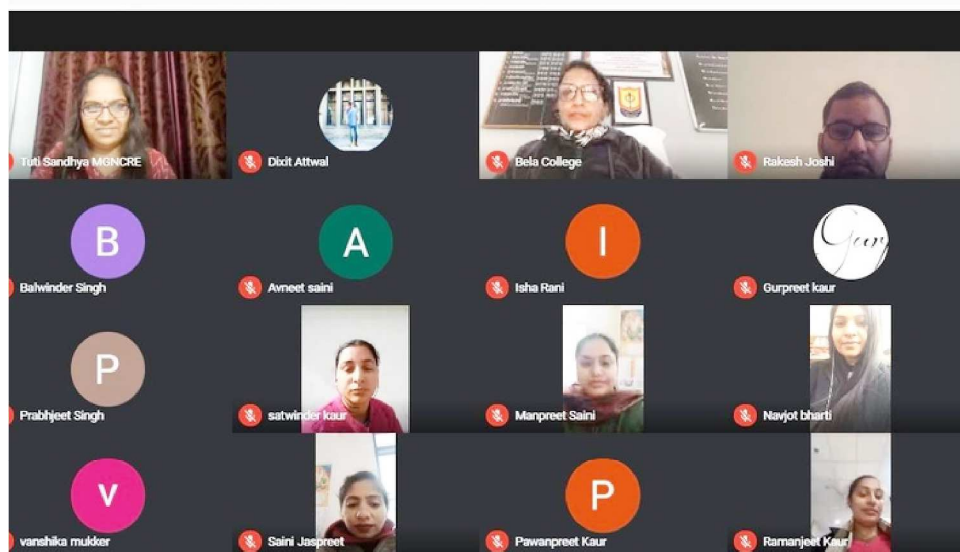 Tuti Sandhya MGNCRE
Dixit Attwal
Bela College
Rakesh Joshi
B
Balwinder Singh
A
Avneet saini
I
Isha Rani
Gurpreet kaur
P
Prabhjeet Singh
satwinder kaur
Manpreet Saini
Navjot bharti
V
vanshika mukker
Saini Jaspreet
P
Pawanpreet Kaur
Ramanjeet Kaur